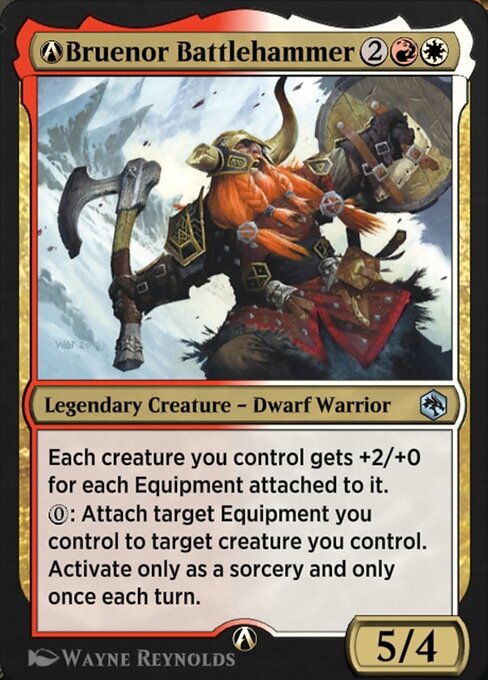 Bruenor Battlehammer 2
Legendary Creature – Dwarf Warrior
Each creature you control gets +2/+0
for each Equipment attached to it.
0: Attach target Equipment you
control to target creature you control.
Activate only as a sorcery and only
once each turn.
5/4
Wayne Reynolds